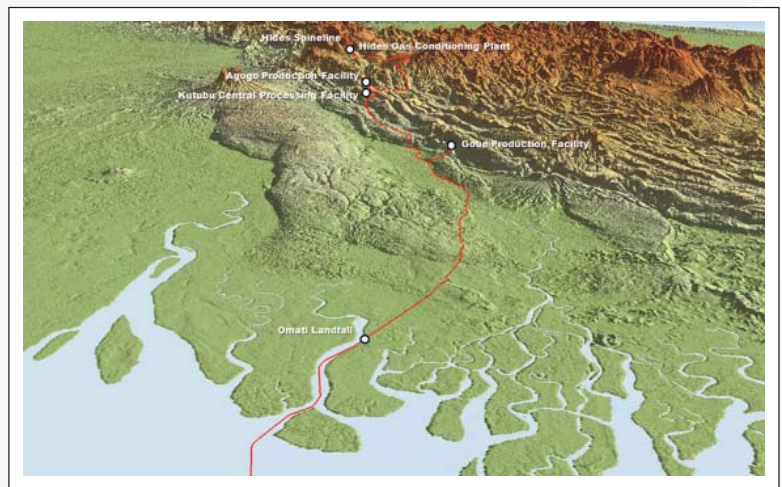 Hides Spineline
Hides Gas Conditioning Plant
Agogo Production Facility
Kutubu Central Processing Facility
Gobe Production Facility
Omati Landfall